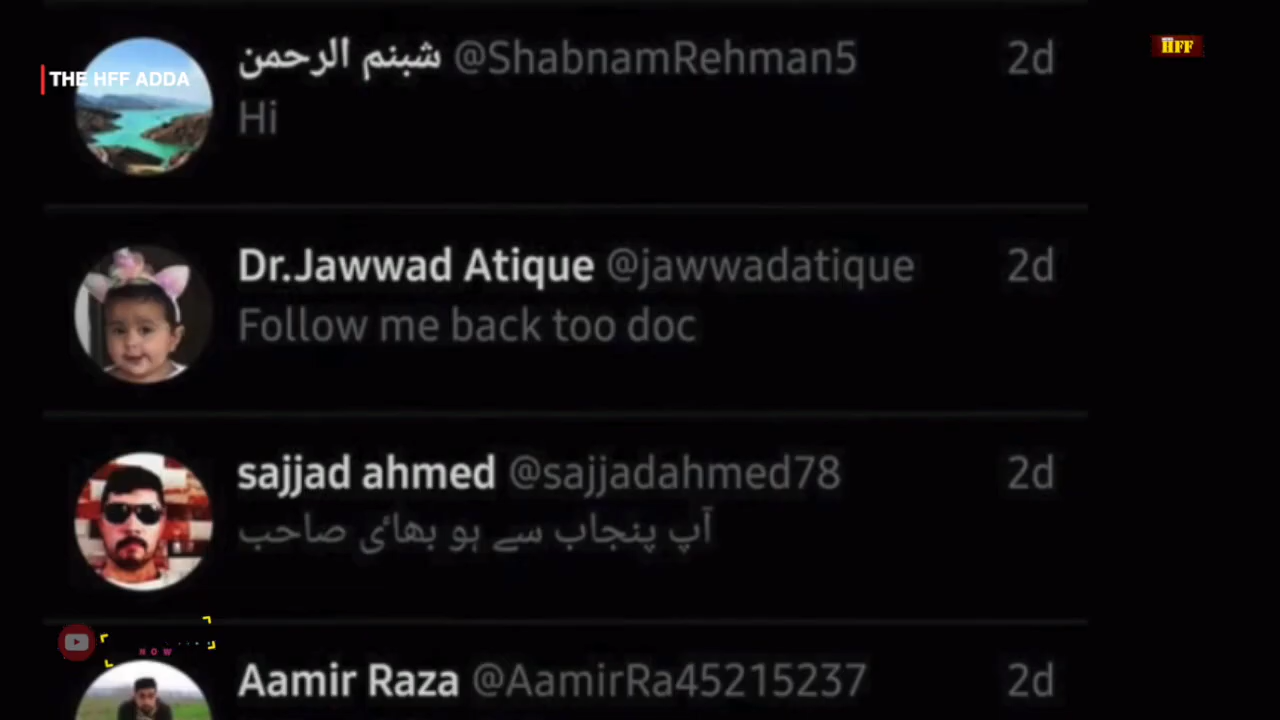 شبنم الرحمن @ShabnamRehman5 2d
THE HFF ADDA
HFF
Hi
Dr.Jawwad Atique @jawwadatique 2d
Follow me back too doc
sajjad ahmed @sajjadahmed78 2d
آپ پنجاب سے ہو بھائی صاحب
NOW
Aamir Raza @AamirRa45215237 2d